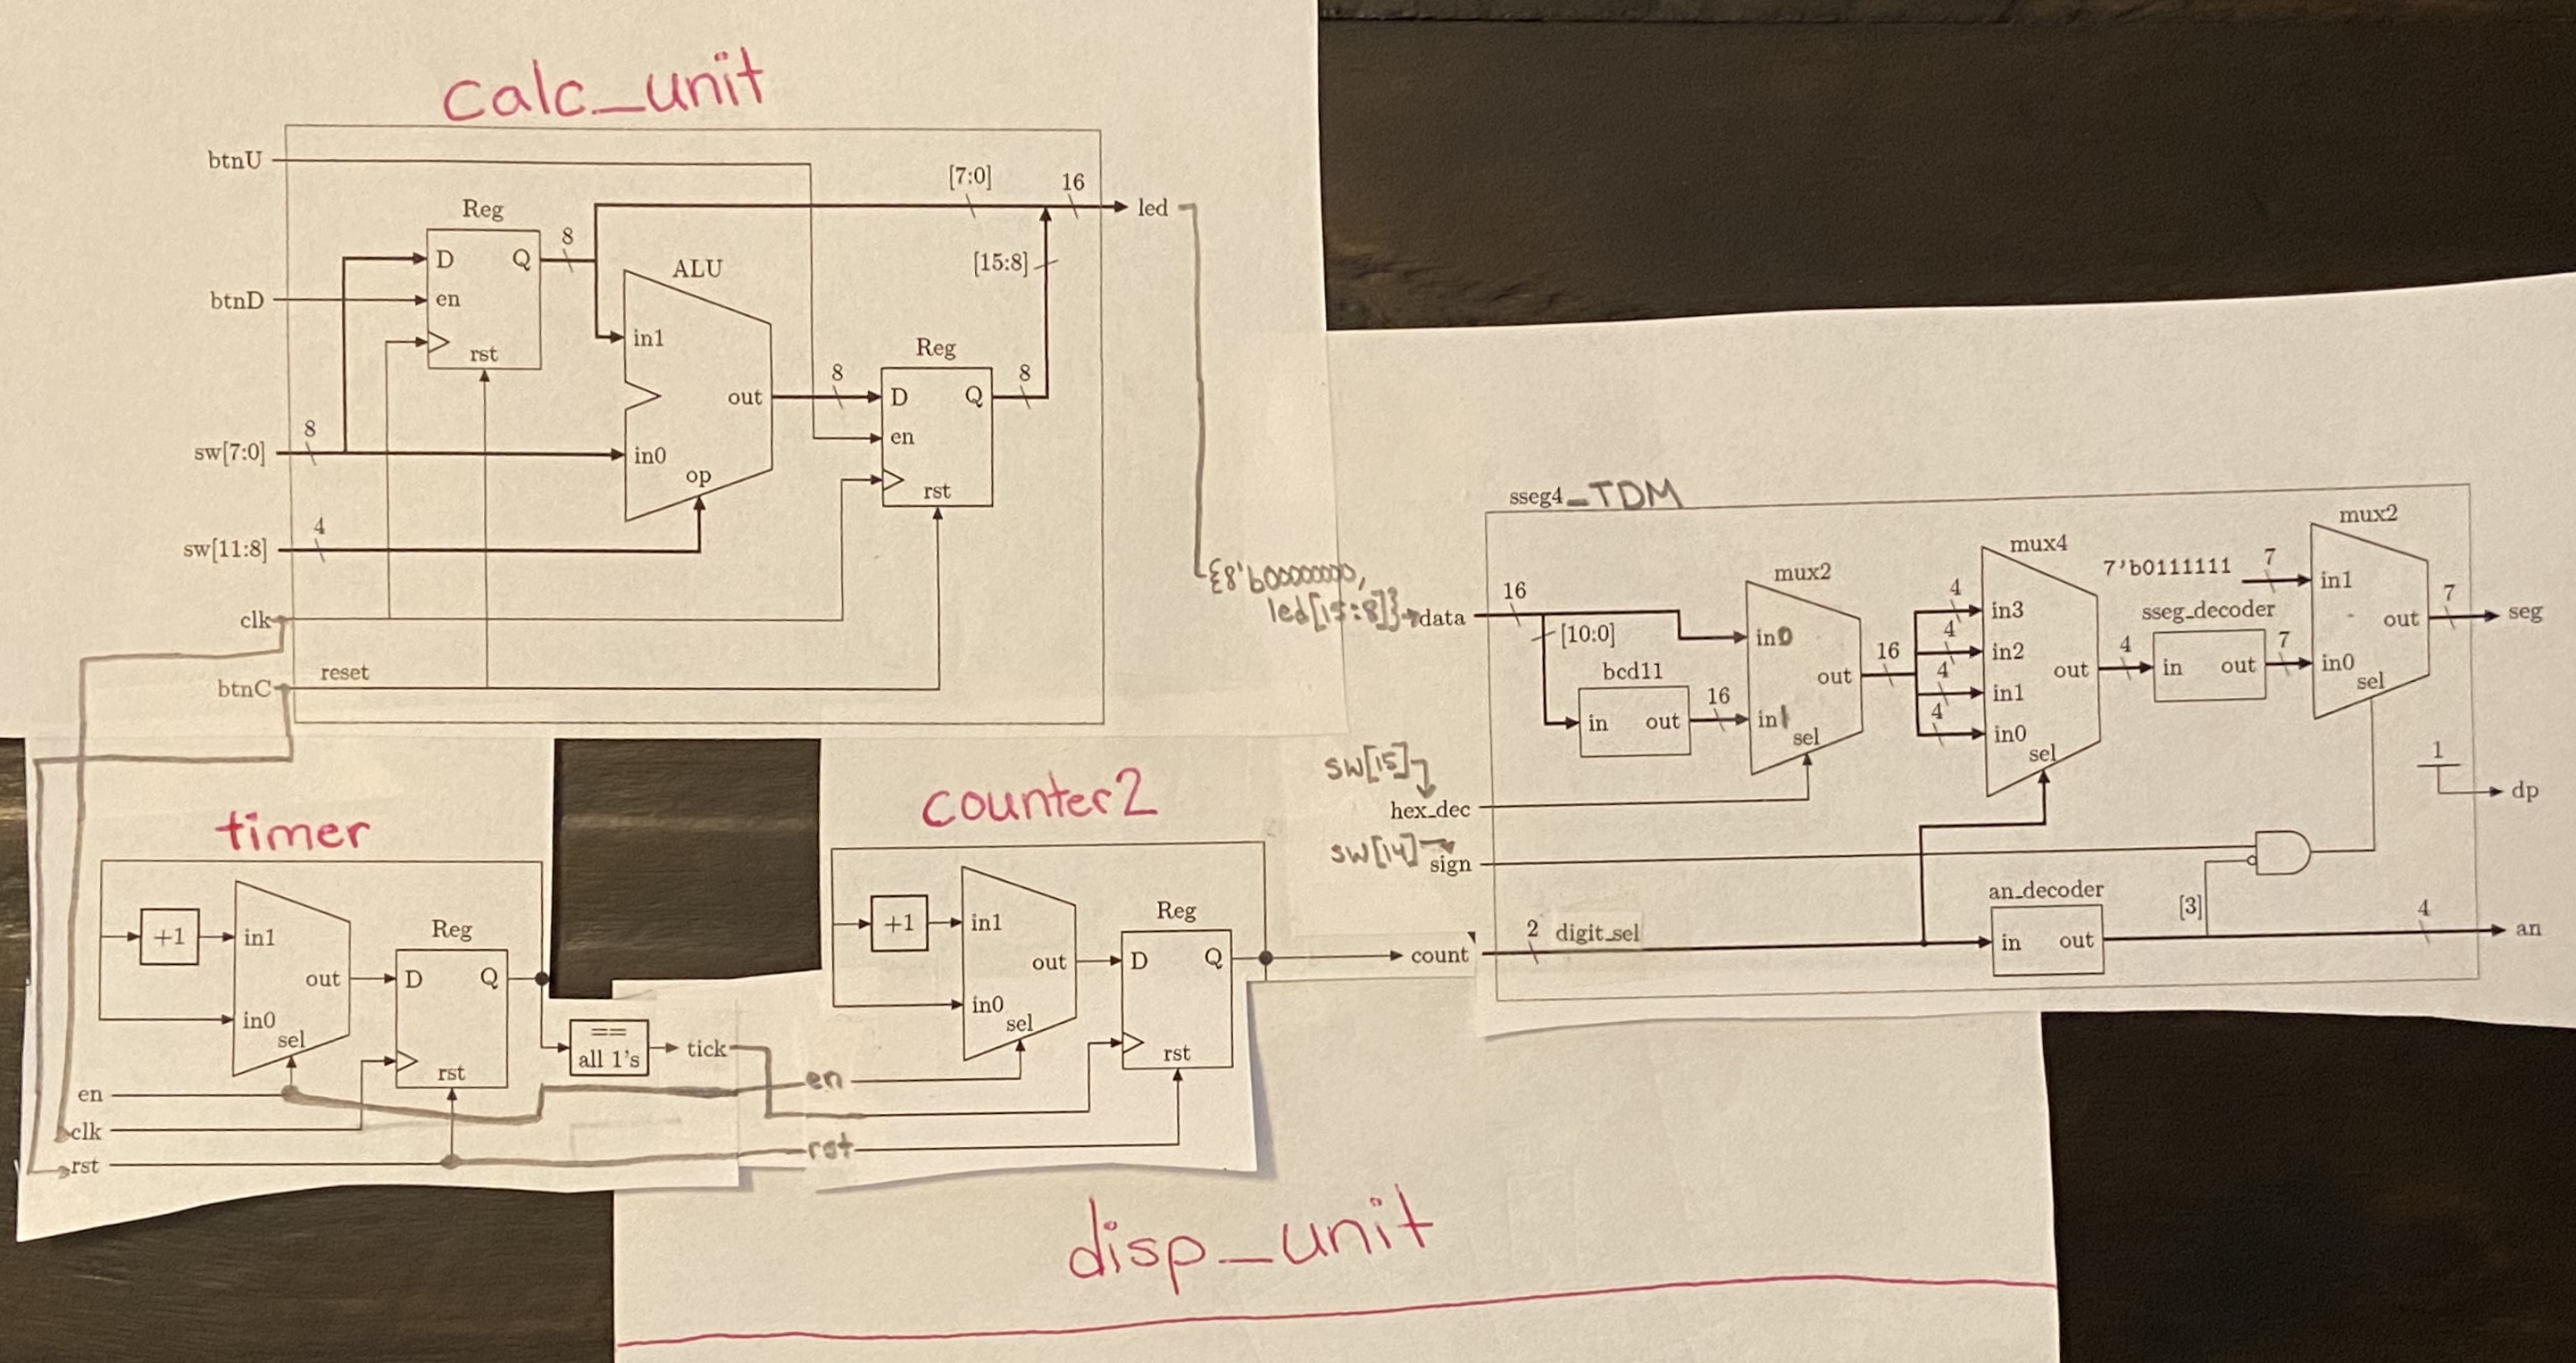 calc_unit
btnU
[7:0]
16
led
Reg
8
D
Q
ALU
[15:8]
btnD
en
in1
rst
Reg
8
8
out
D
Q
8
en
sw[7:0]
in0
op
rst
4
sw[11:8]
clk
reset
btnC
{8'b00000000,
led[15:8]}
data
sseg4_TDM
mux2
mux4
mux2
16
7'b0111111
7
in1
[10:0]
in0
4
in3
sseg_decoder
out
7
seg
bcd11
4
in2
16
4
7
in0
in
out
16
out
4
in1
out
in
out
sel
in1
4
in0
sel
sel
sw[15]
hex_dec
1
dp
sw[14]
sign
an_decoder
[3]
4
2
digit_sel
in
out
an
timer
+1
in1
Reg
out
D
Q
in0
sel
==
all 1's
tick
rst
en
clk
rst
counter2
+1
in1
Reg
out
D
Q
count
in0
sel
rst
en
rst
disp_unit